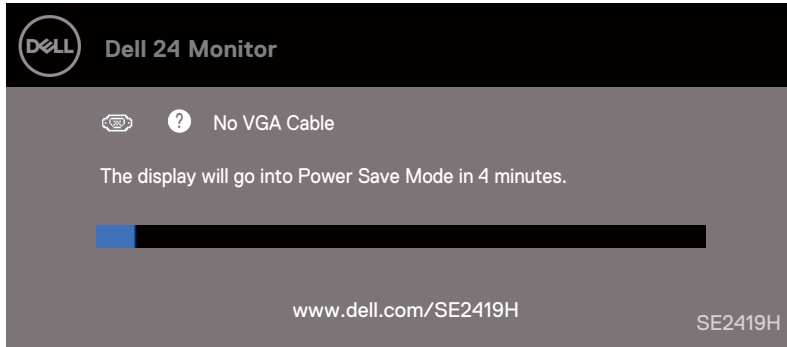 DELL
Dell 24 Monitor
? No VGA Cable
The display will go into Power Save Mode in 4 minutes.
www.dell.com/SE2419H
SE2419H